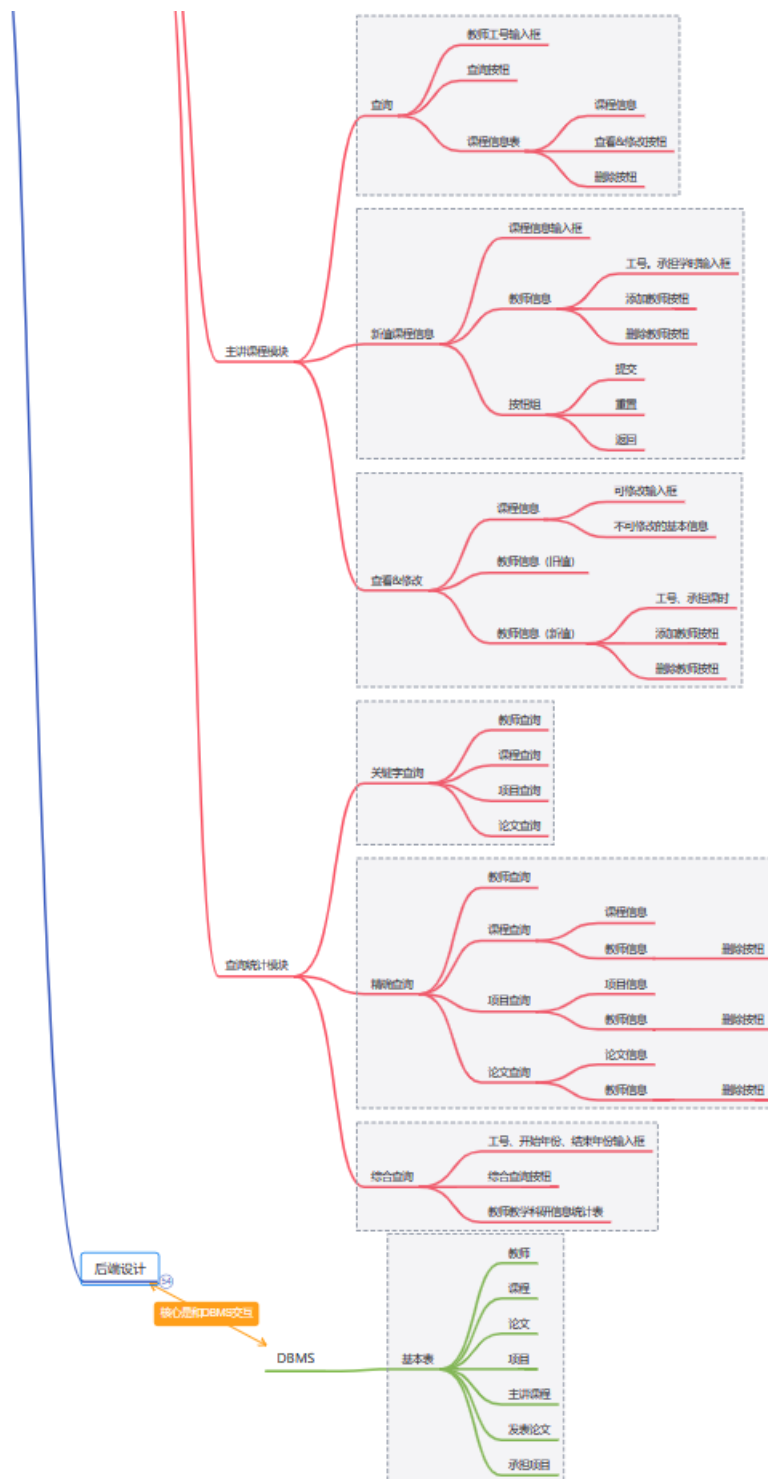 教师工号输入框
查询按钮
查询
课程信息表
课程信息
查看&修改按钮
删除按钮
主讲课程模块
课程信息输入框
新值课程信息
教师信息
工号。承担学时输入框
添加教师按钮
删除教师按钮
按钮组
提交
重置
返回
查看&修改
课程信息
可修改输入框
不可修改的基本信息
教师信息（旧值）
教师信息（新值）
工号、承担课时
添加教师按钮
删除教师按钮
查询统计模块
关键字查询
教师查询
课程查询
项目查询
论文查询
精确查询
教师查询
课程查询
课程信息
教师信息
删除按钮
项目查询
项目信息
教师信息
删除按钮
论文查询
论文信息
教师信息
删除按钮
综合查询
工号、开始年份、结束年份输入框
综合查询按钮
教师教学科研信息统计表
后端设计
54
核心是和DBMS交互
DBMS
基本表
教师
课程
论文
项目
主讲课程
发表论文
承担项目